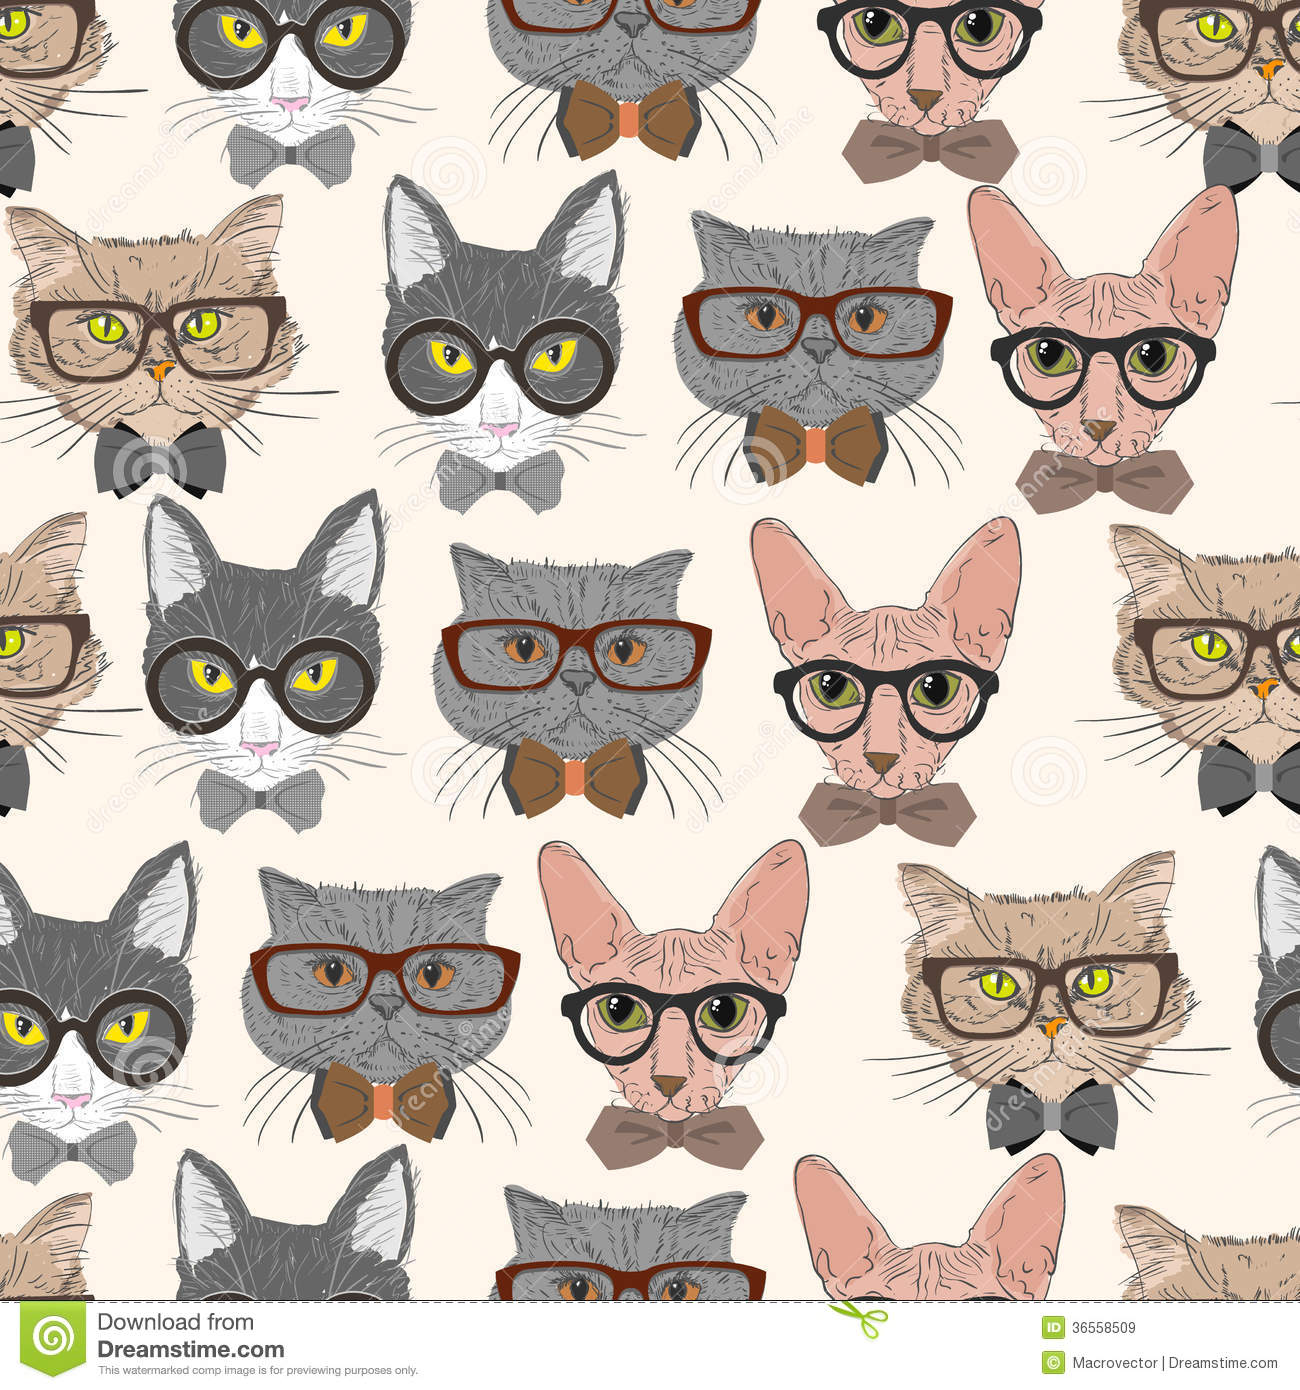 Download from
Dreamstime.com
This watermarked comp image is for previewing purposes only.
ID 36558509
© Macrovector | Dreamstime.com